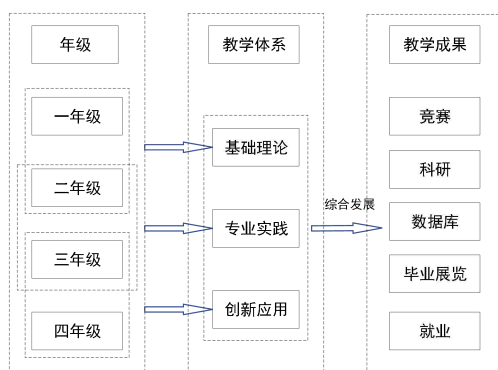 年级
教学体系
教学成果
一年级
二年级
三年级
四年级
基础理论
专业实践
创新应用
综合发展
竞赛
科研
数据库
毕业展览
就业